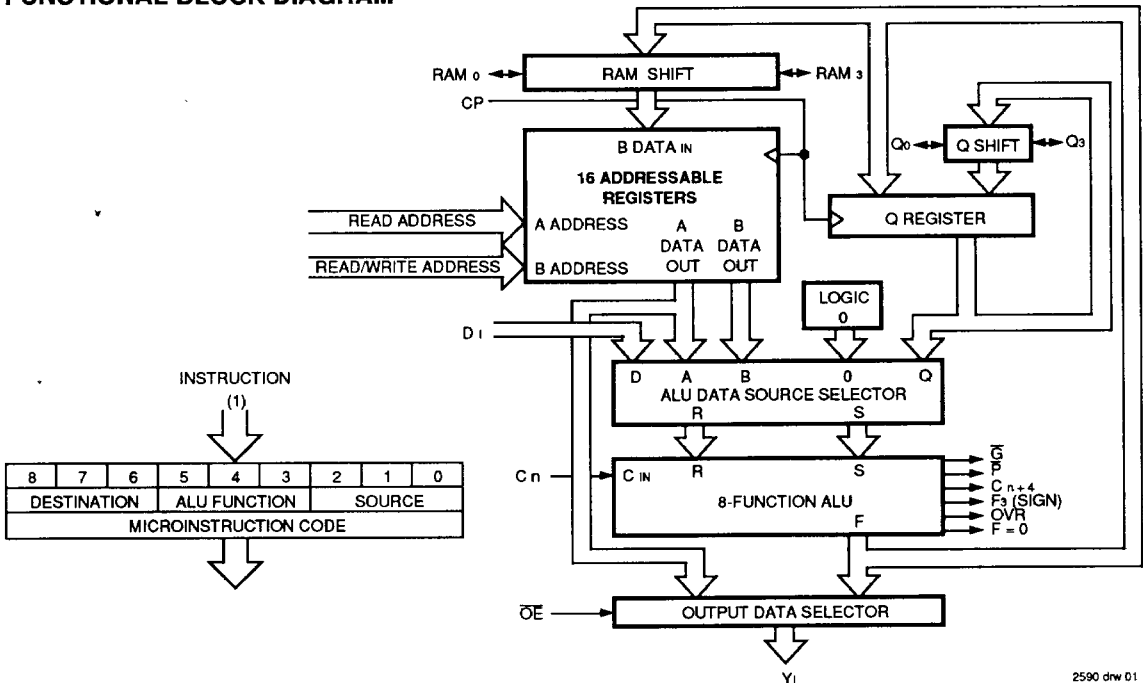 FUNCTIONAL BLOCK DIAGRAM
RAM 0
RAM SHIFT
RAM 3
CP
B DATA IN
16 ADDRESSABLE
REGISTERS
Q0
Q SHIFT
Q3
READ ADDRESS
A ADDRESS
READ/WRITE ADDRESS
B ADDRESS
A
DATA
OUT
B
DATA
OUT
Q REGISTER
LOGIC
0
D I
D A B 0 Q
ALU DATA SOURCE SELECTOR
R S
INSTRUCTION
(1)
8 7 6 5 4 3 2 1 0
DESTINATION ALU FUNCTION SOURCE
MICROINSTRUCTION CODE
C n
C IN R S
8-FUNCTION ALU
F
G̅
P̅
C n+4
F3 (SIGN)
OVR
F = 0
O̅E̅
OUTPUT DATA SELECTOR
YI
2590 drw 01